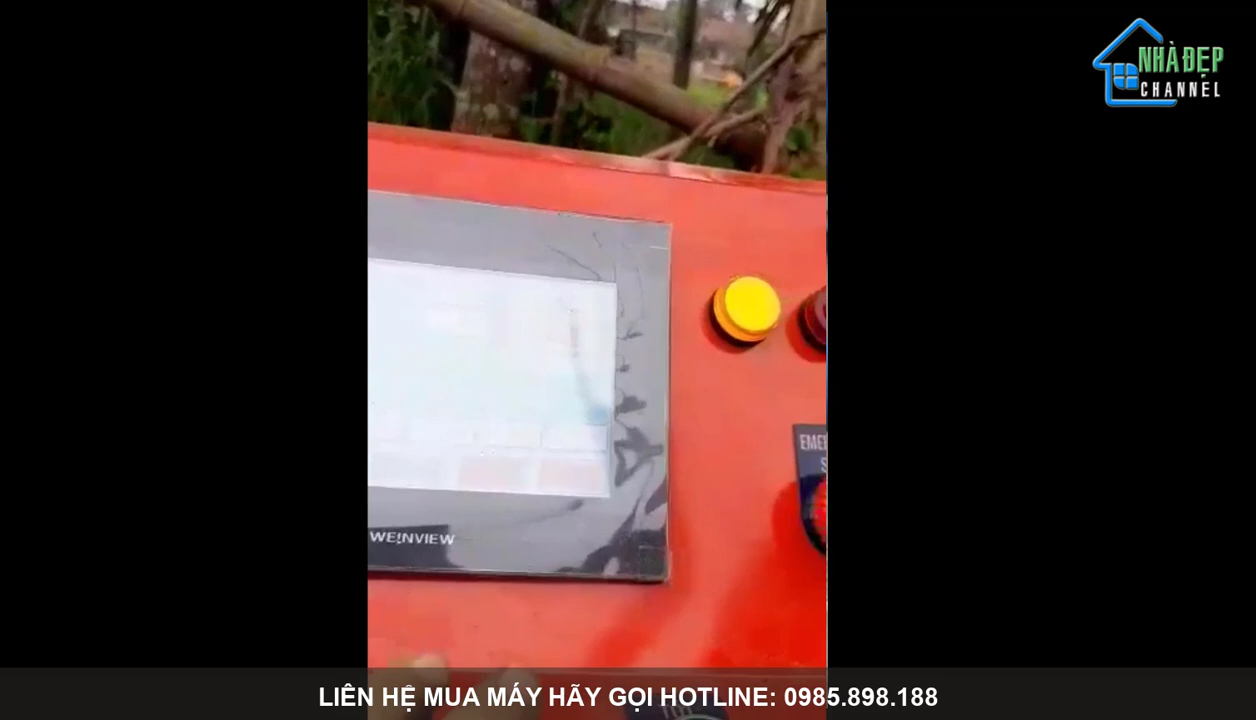 NHÀ ĐẸP
CHANNEL
WEINVIEW
LIÊN HỆ MUA MÁY HÃY GỌI HOTLINE: 0985.898.188